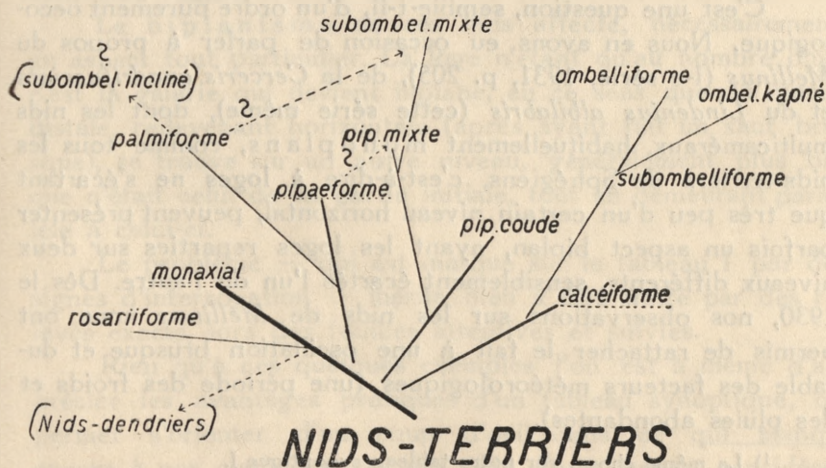 subombel.mixte
?
(subombel.incliné)
ombelliforme
ombel.kapné
?
palmiforme
pip.mixte
?
pipaeforme
subombelliforme
pip.coudé
monaxial
calcéiforme
rosariiforme
(Nids-dendriers)
NIDS-TERRIERS